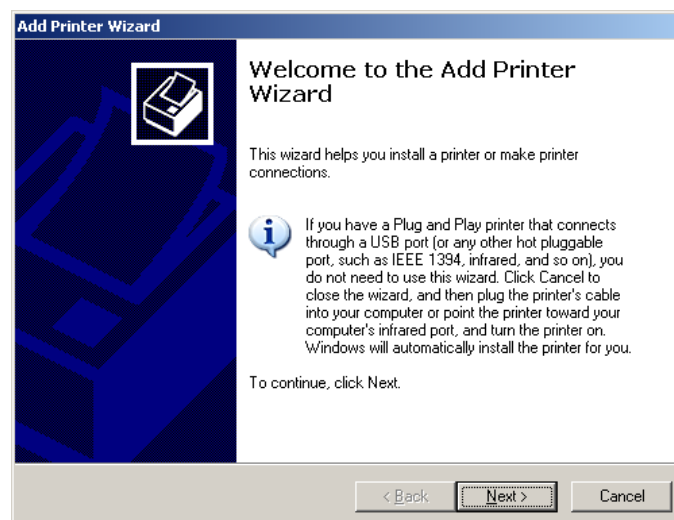 Add Printer Wizard
Welcome to the Add Printer
Wizard
This wizard helps you install a printer or make printer
connections.
If you have a Plug and Play printer that connects
through a USB port (or any other hot pluggable
port, such as IEEE 1394, infrared, and so on), you
do not need to use this wizard. Click Cancel to
close the wizard, and then plug the printer's cable
into your computer or point the printer toward your
computer's infrared port, and turn the printer on.
Windows will automatically install the printer for you.
To continue, click Next.
< Back Next > Cancel